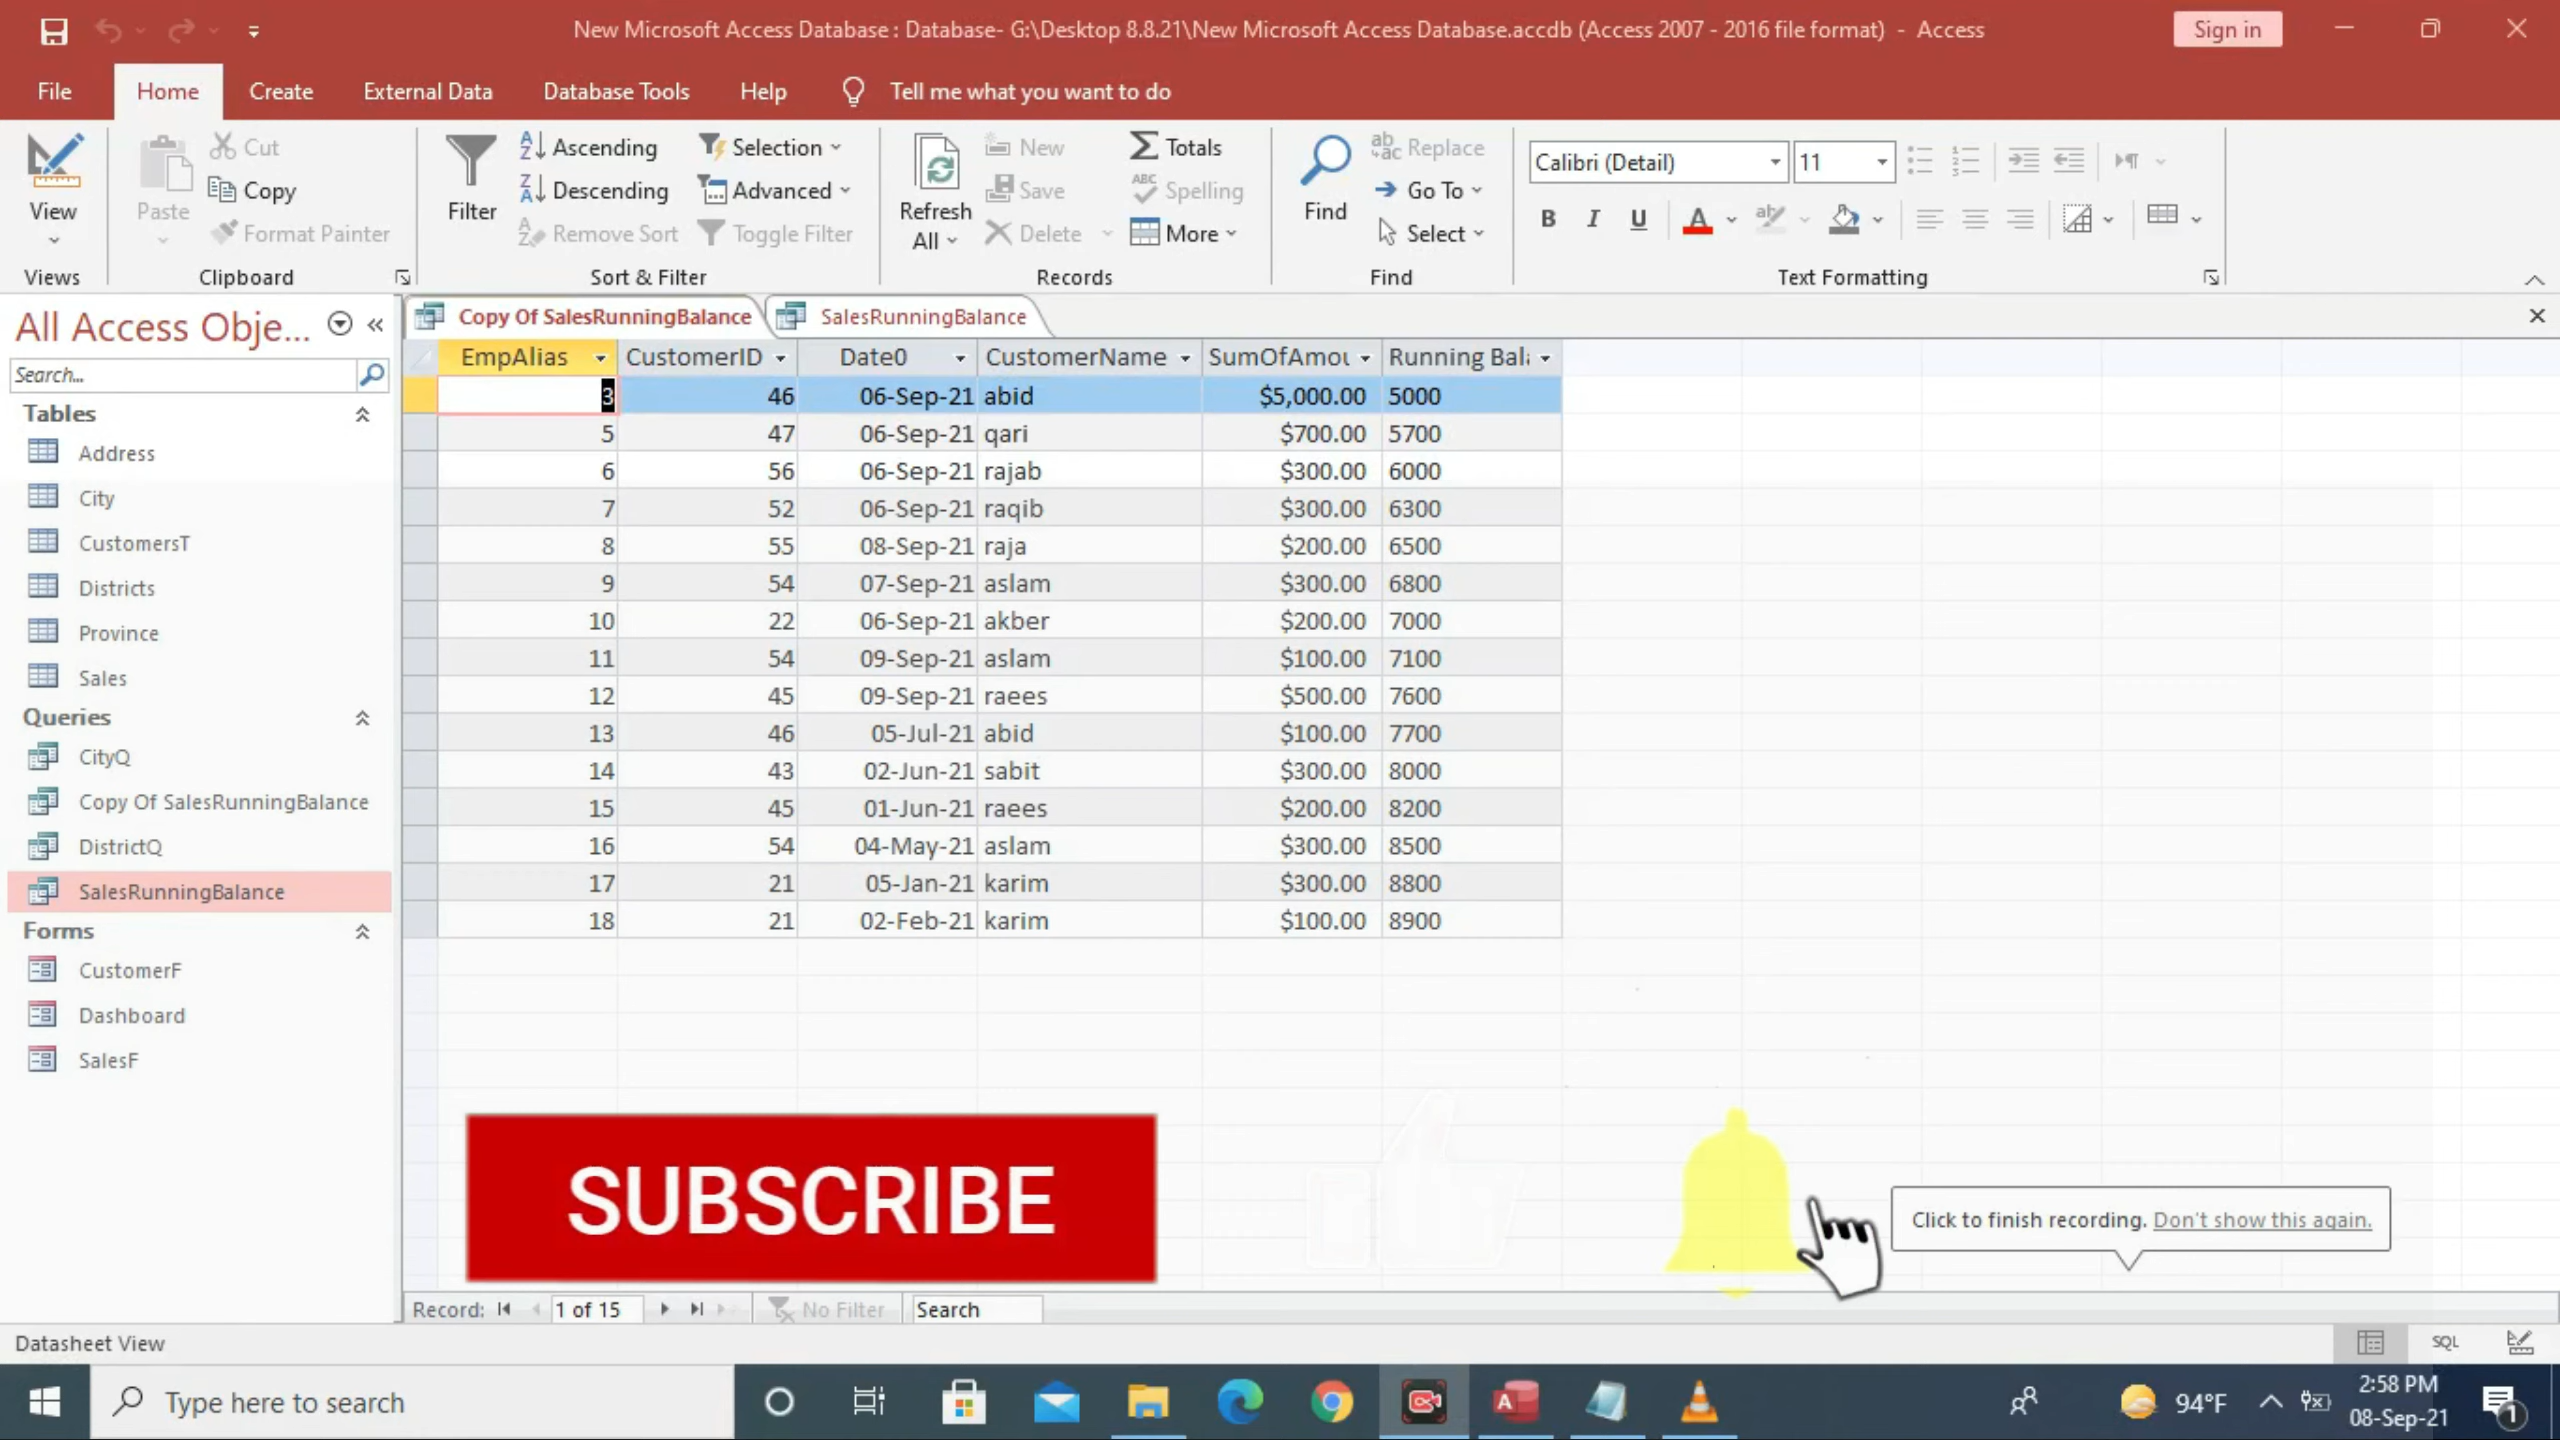 New Microsoft Access Database : Database- G:\Desktop 8.8.21\New Microsoft Access Database.accdb (Access 2007 - 2016 file format) - Access
Sign in
File Home Create External Data Database Tools Help Tell me what you want to do
View
Views
Paste
Cut
Copy
Format Painter
Clipboard
Filter
Ascending
Descending
Remove Sort
Selection
Advanced
Toggle Filter
Sort & Filter
Refresh
All
New
Save
Delete
Totals
Spelling
More
Records
Find
Replace
Go To
Select
Find
Calibri (Detail) 11
B I U A
Text Formatting
All Access Obje...
Search...
Tables
Address
City
CustomersT
Districts
Province
Sales
Queries
CityQ
Copy Of SalesRunningBalance
DistrictQ
SalesRunningBalance
Forms
CustomerF
Dashboard
SalesF
Copy Of SalesRunningBalance SalesRunningBalance
EmpAlias CustomerID Date0 CustomerName SumOfAmou Running Bala
3 46 06-Sep-21 abid $5,000.00 5000
5 47 06-Sep-21 qari $700.00 5700
6 56 06-Sep-21 rajab $300.00 6000
7 52 06-Sep-21 raqib $300.00 6300
8 55 08-Sep-21 raja $200.00 6500
9 54 07-Sep-21 aslam $300.00 6800
10 22 06-Sep-21 akber $200.00 7000
11 54 09-Sep-21 aslam $100.00 7100
12 45 09-Sep-21 raees $500.00 7600
13 46 05-Jul-21 abid $100.00 7700
14 43 02-Jun-21 sabit $300.00 8000
15 45 01-Jun-21 raees $200.00 8200
16 54 04-May-21 aslam $300.00 8500
17 21 05-Jan-21 karim $300.00 8800
18 21 02-Feb-21 karim $100.00 8900
SUBSCRIBE
Click to finish recording. Don't show this again.
Record: 1 of 15 No Filter Search
Datasheet View
SQL
Type here to search
94°F
2:58 PM
08-Sep-21
1